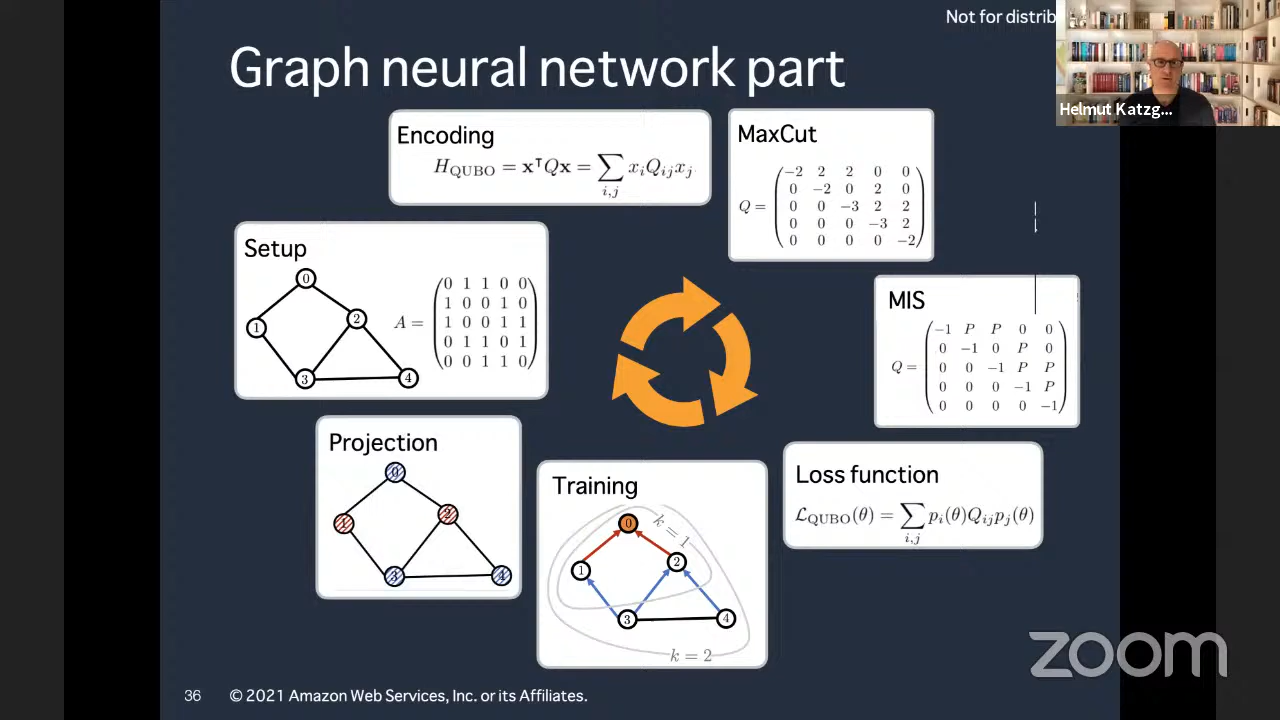 Not for distrib
Graph neural network part
Helmut Katzg...
Encoding
H_QUBO = x^⊤Qx = ∑_{i,j} x_i Q_{ij} x_j
MaxCut
Q =
−2 2 2 0 0
0 −2 0 2 0
0 0 −3 2 2
0 0 0 −3 2
0 0 0 0 −2
Setup
0
1
2
3
4
A =
0 1 1 0 0
1 0 0 1 0
1 0 0 1 1
0 1 1 0 1
0 0 1 1 0
MIS
Q =
−1 P P 0 0
0 −1 0 P 0
0 0 −1 P P
0 0 0 −1 P
0 0 0 0 −1
Projection
0
1
2
3
4
Training
0
k = 1
1
2
3
4
k = 2
Loss function
ℒ_QUBO(θ) = ∑_{i,j} p_i(θ)Q_{ij}p_j(θ)
zoom
36 © 2021 Amazon Web Services, Inc. or its Affiliates.